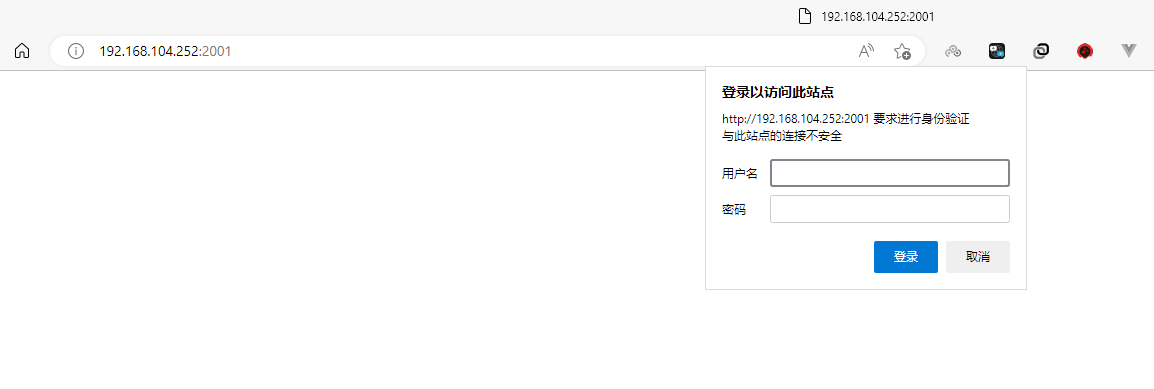 192.168.104.252:2001
192.168.104.252:2001
登录以访问此站点
http://192.168.104.252:2001 要求进行身份验证
与此站点的连接不安全
用户名
密码
登录 取消